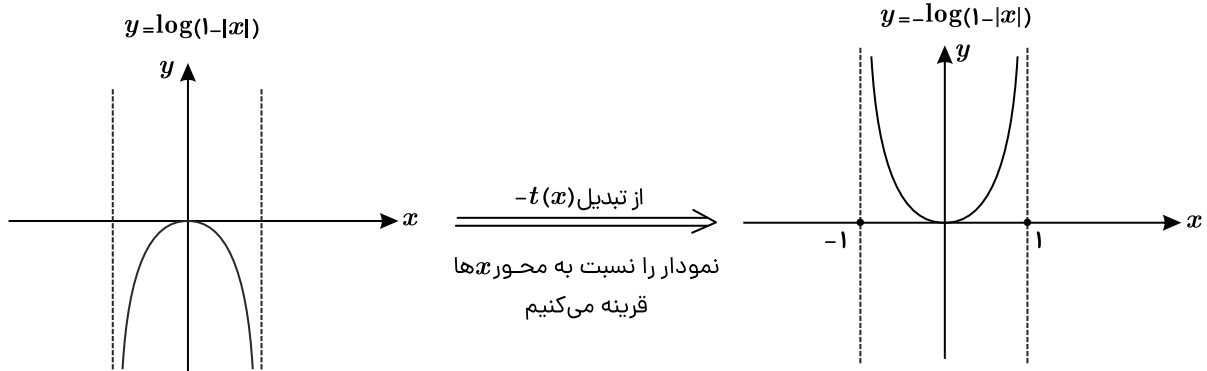 y=log(۱-|x|)
y
x
از تبدیل -t(x)
نمودار را نسبت به محور xها
قرینه می‌کنیم
y=-log(۱-|x|)
y
x
-۱
۱